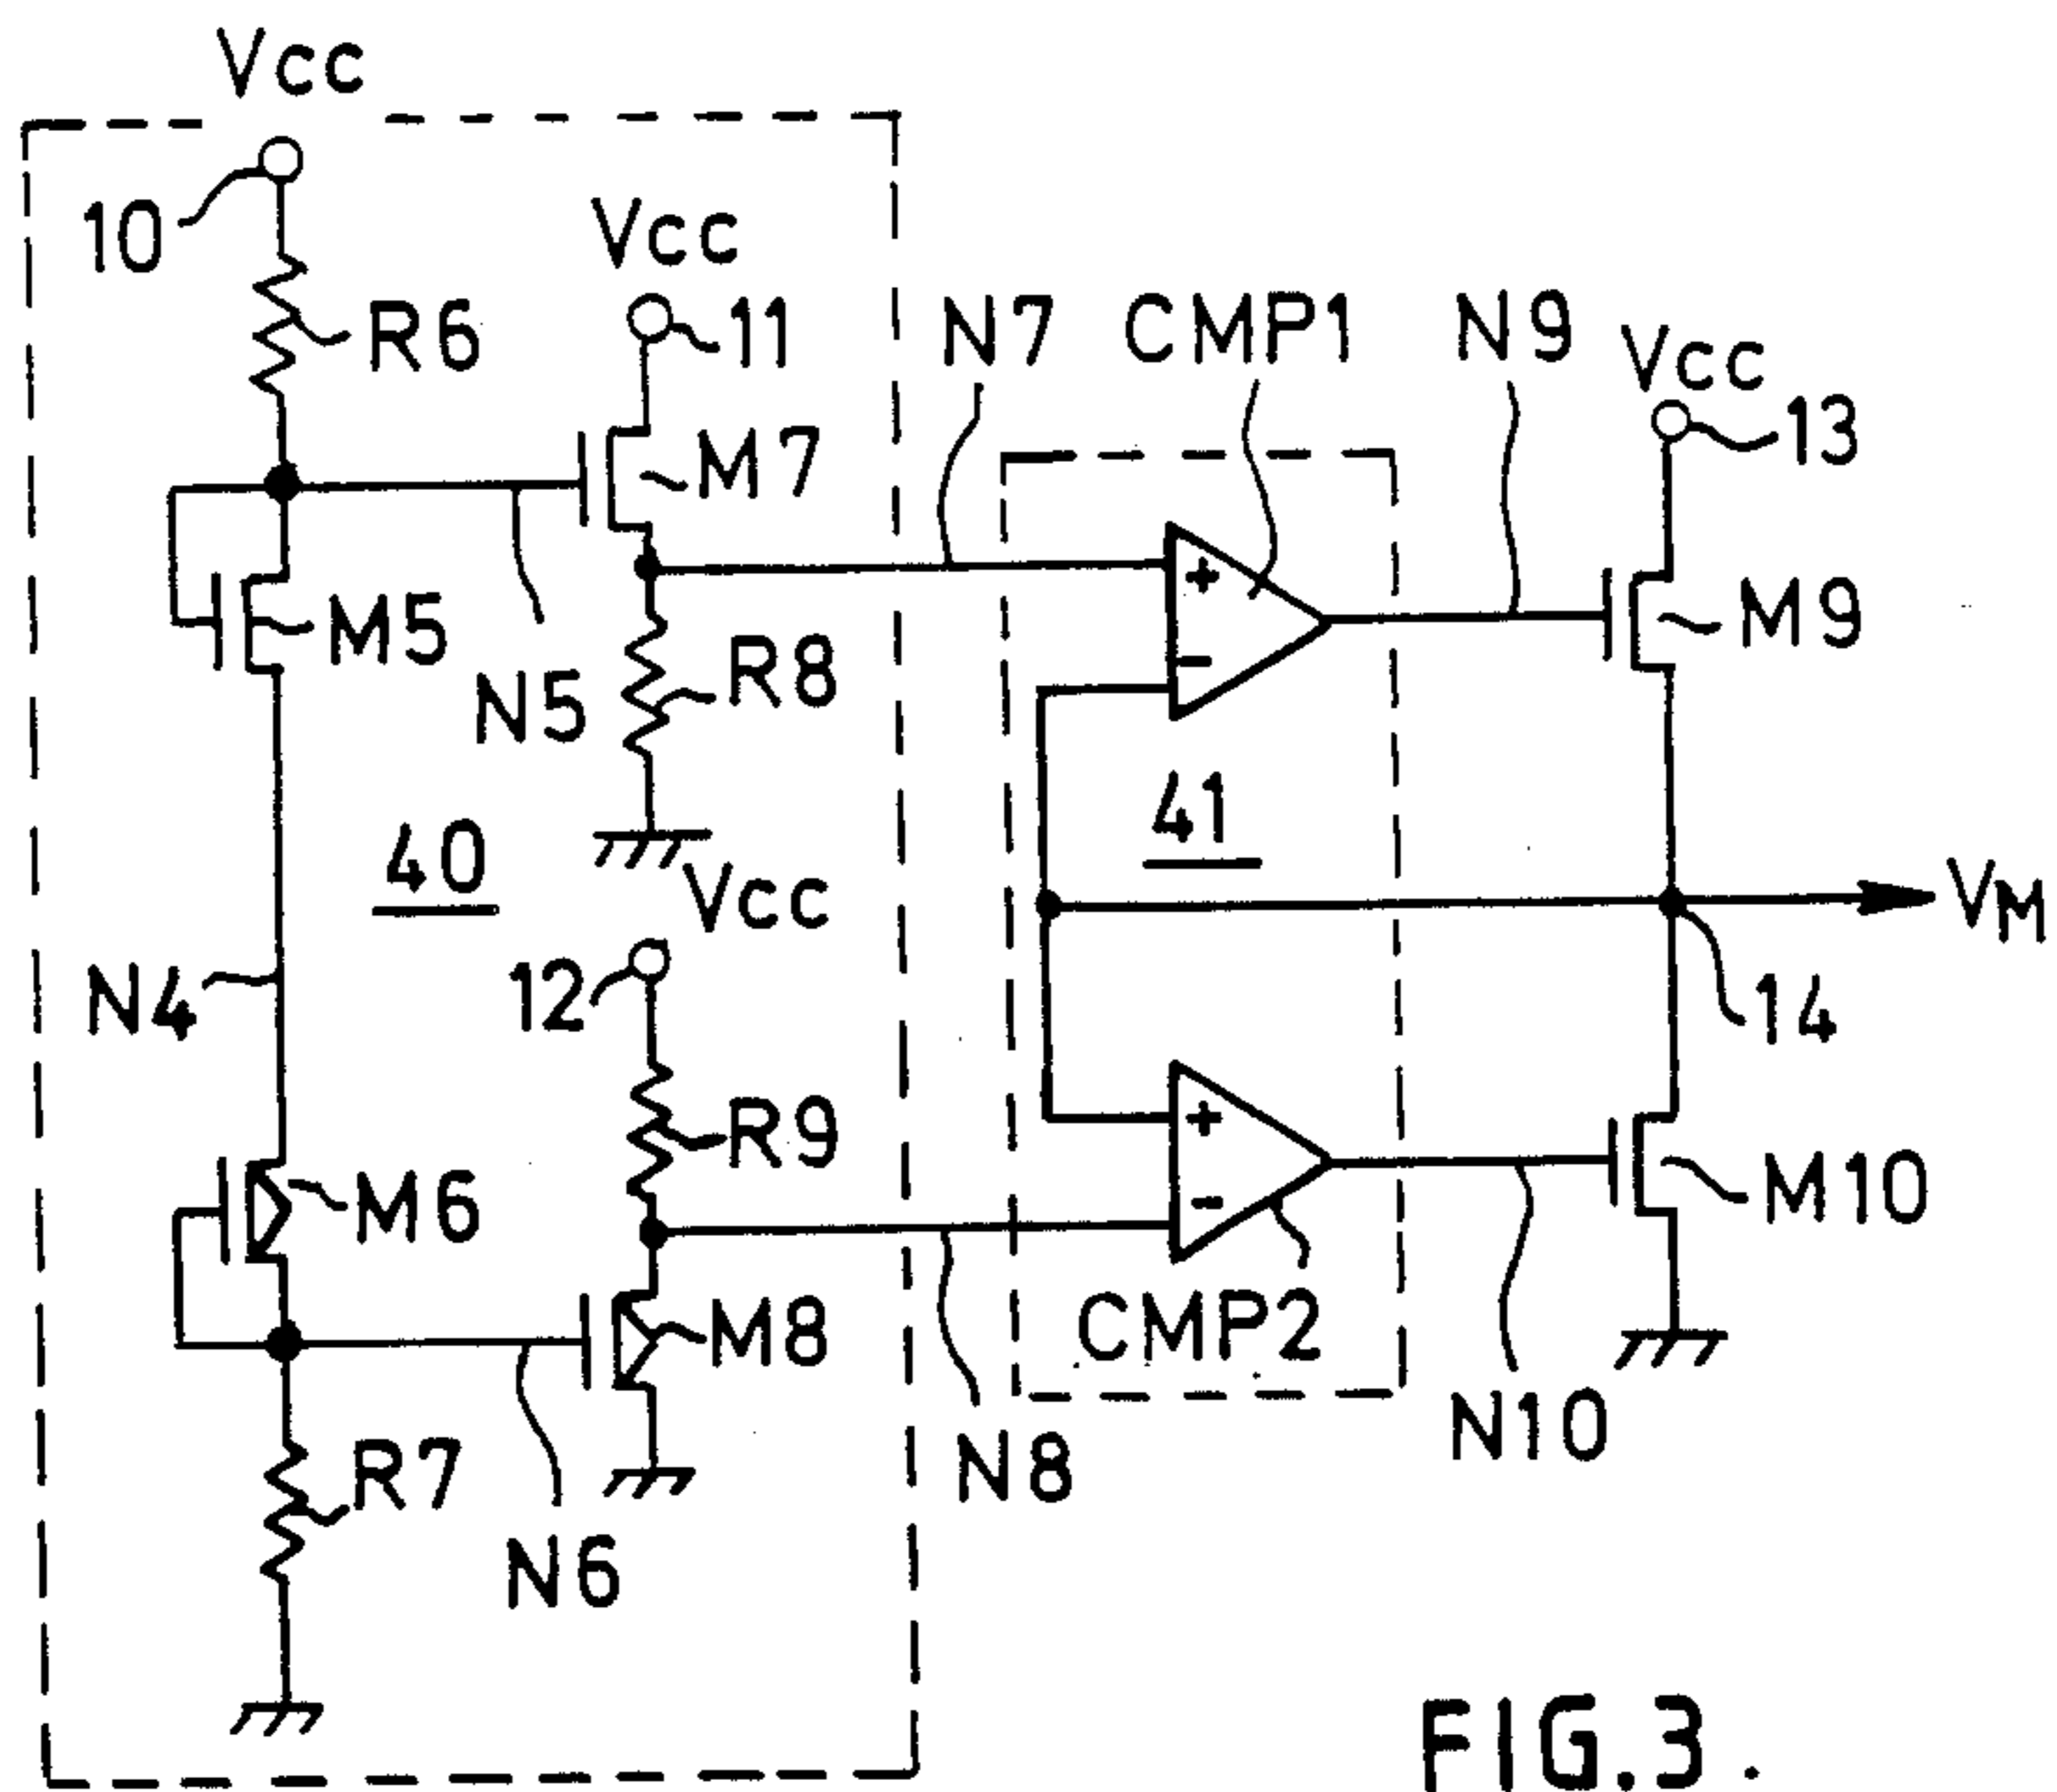 Vcc
10
R6
Vcc
11
N7
CMP1
N9
Vcc
13
M7
M5
N5
R8
+
-
M9
41
40
Vcc
VM
N4
12
14
R9
+
-
M6
M8
CMP2
M10
R7
N6
N8
N10
FIG.3.